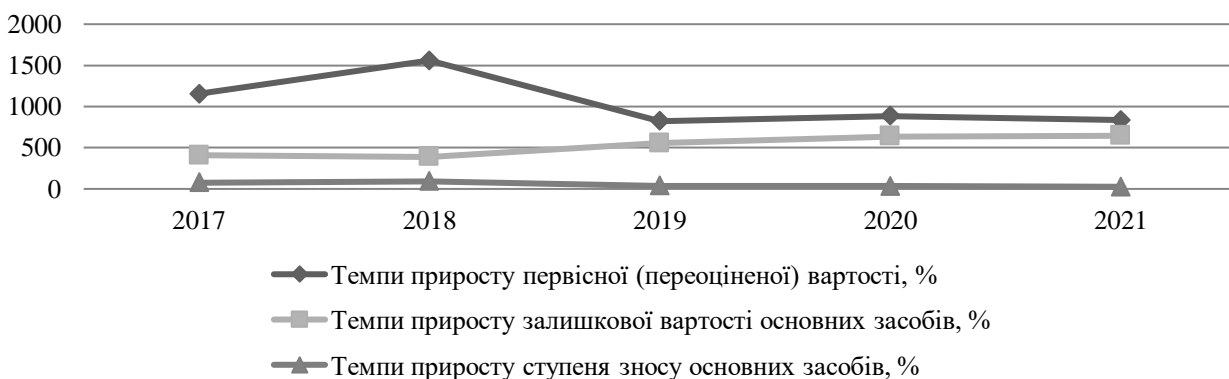 2000
1500
1000
500
0
2017 2018 2019 2020 2021
Темпи приросту первісної (переоціненої) вартості, %
Темпи приросту залишкової вартості основних засобів, %
Темпи приросту ступеня зносу основних засобів, %